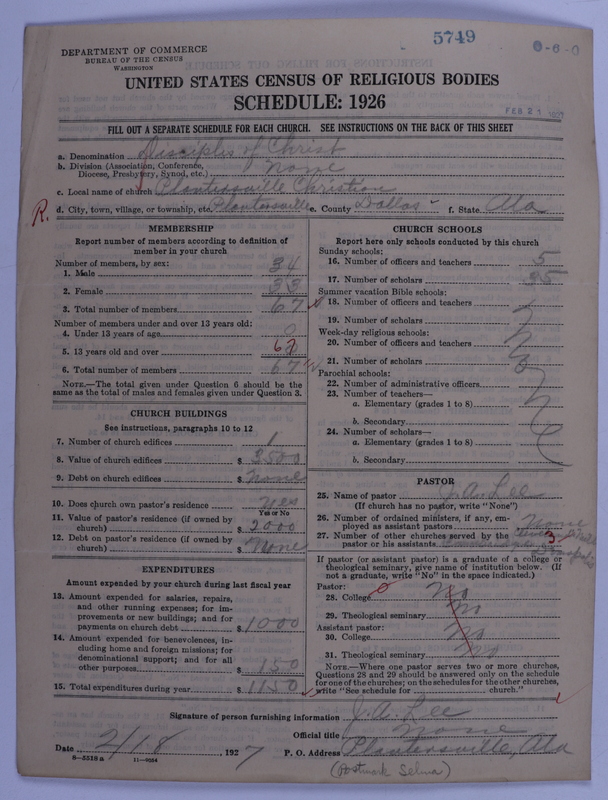 5749
DEPARTMENT OF COMMERCE
BUREAU OF THE CENSUS
WASHINGTON
UNITED STATES CENSUS OF RELIGIOUS BODIES
SCHEDULE: 1926
FEB 21 1927
FILL OUT A SEPARATE SCHEDULE FOR EACH CHURCH. SEE INSTRUCTIONS ON THE BACK OF THIS SHEET
a. Denomination Disciples of Christ
b. Division (Association, Conference, Diocese, Presbytery, Synod, etc.) none
c. Local name of church Plantersville Christian
R. d. City, town, village, or township, etc. Plantersville e. County Dallas f. State Ala
MEMBERSHIP
Report number of members according to definition of member in your church
Number of members, by sex:
1. Male 34
2. Female 33
3. Total number of members 67
Number of members under and over 13 years old:
4. Under 13 years of age 0
5. 13 years old and over 67
6. Total number of members 67
NOTE.—The total given under Question 6 should be the same as the total of males and females given under Question 3.
CHURCH BUILDINGS
See instructions, paragraphs 10 to 12
7. Number of church edifices 1
8. Value of church edifices $ 3500
9. Debt on church edifices $ none
10. Does church own pastor's residence yes
Yes or No
11. Value of pastor's residence (if owned by church) $ 2000
12. Debt on pastor's residence (if owned by church) $ None
EXPENDITURES
Amount expended by your church during last fiscal year
13. Amount expended for salaries, repairs, and other running expenses; for improvements or new buildings; and for payments on church debt $ 1000
14. Amount expended for benevolences, including home and foreign missions; for denominational support; and for all other purposes $ 150
15. Total expenditures during year $ 1150
CHURCH SCHOOLS
Report here only schools conducted by this church
Sunday schools:
16. Number of officers and teachers 5
17. Number of scholars 35
Summer vacation Bible schools:
18. Number of officers and teachers
19. Number of scholars
Week-day religious schools:
20. Number of officers and teachers
21. Number of scholars
Parochial schools:
22. Number of administrative officers
23. Number of teachers—
a. Elementary (grades 1 to 8)
b. Secondary
24. Number of scholars—
a. Elementary (grades 1 to 8)
b. Secondary
PASTOR
25. Name of pastor J. A. Lee
(If church has no pastor, write "None")
26. Number of ordained ministers, if any, employed as assistant pastors None
27. Number of other churches served by the pastor or his assistants 3
If pastor (or assistant pastor) is a graduate of a college or theological seminary, give name of institution below. (If not a graduate, write "No" in the space indicated.)
Pastor:
28. College No
29. Theological seminary no
Assistant pastor:
30. College No
31. Theological seminary no
NOTE.—Where one pastor serves two or more churches, Questions 28 and 29 should be answered only on the schedule for one of the churches; on the schedules for the other churches, write "See schedule for church."
Signature of person furnishing information J. A. Lee
Official title none
Date 2/18 1927 P. O. Address Plantersville, Ala
8—5518 a 11—9054
(Postmark Selma)